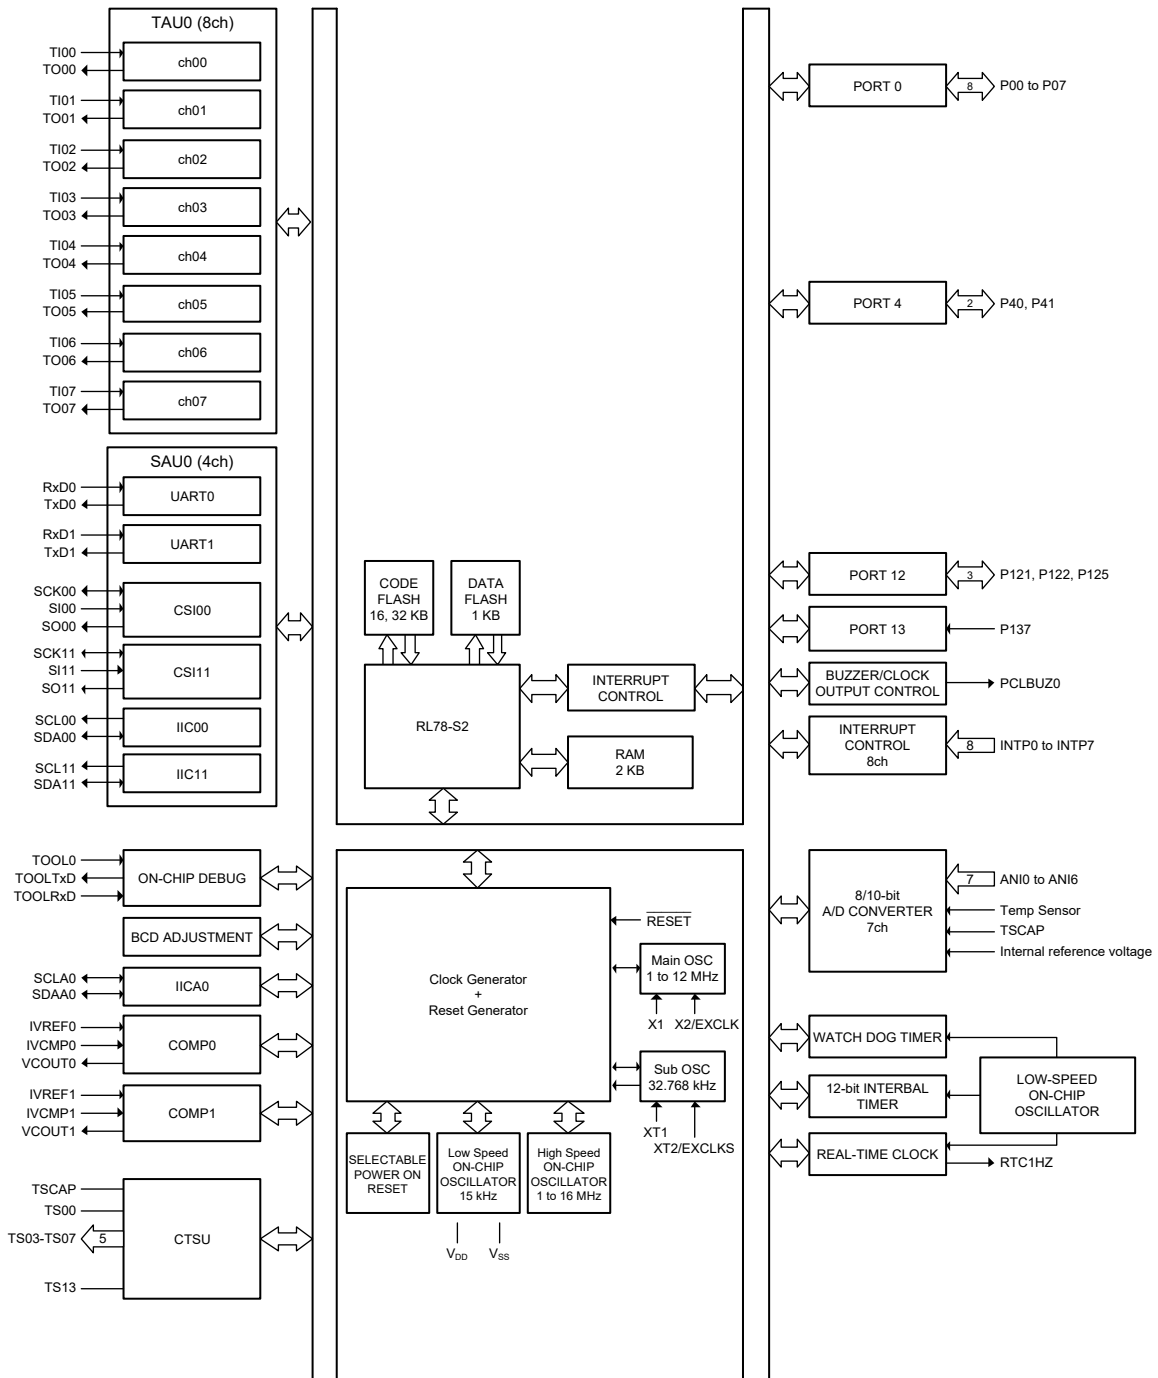 TAU0 (8ch)
TI00
TO00
ch00
TI01
TO01
ch01
TI02
TO02
ch02
TI03
TO03
ch03
TI04
TO04
ch04
TI05
TO05
ch05
TI06
TO06
ch06
TI07
TO07
ch07
SAU0 (4ch)
RxD0
TxD0
UART0
RxD1
TxD1
UART1
SCK00
SI00
SO00
CSI00
SCK11
SI11
SO11
CSI11
SCL00
SDA00
IIC00
SCL11
SDA11
IIC11
TOOL0
TOOLTxD
TOOLRxD
ON-CHIP DEBUG
BCD ADJUSTMENT
SCLA0
SDAA0
IICA0
IVREF0
IVCMP0
VCOUT0
COMP0
IVREF1
IVCMP1
VCOUT1
COMP1
TSCAP
TS00
TS03-TS07
5
TS13
CTSU
CODE
FLASH
16, 32 KB
DATA
FLASH
1 KB
RL78-S2
INTERRUPT
CONTROL
RAM
2 KB
Clock Generator
+
Reset Generator
RESET
Main OSC
1 to 12 MHz
X1
X2/EXCLK
Sub OSC
32.768 kHz
XT1
XT2/EXCLKS
SELECTABLE
POWER ON
RESET
Low Speed
ON-CHIP
OSCILLATOR
15 kHz
High Speed
ON-CHIP
OSCILLATOR
1 to 16 MHz
VDD
VSS
PORT 0
8
P00 to P07
PORT 4
2
P40, P41
PORT 12
3
P121, P122, P125
PORT 13
P137
BUZZER/CLOCK
OUTPUT CONTROL
PCLBUZ0
INTERRUPT
CONTROL
8ch
8
INTP0 to INTP7
8/10-bit
A/D CONVERTER
7ch
7
ANI0 to ANI6
Temp Sensor
TSCAP
Internal reference voltage
WATCH DOG TIMER
12-bit INTERBAL
TIMER
REAL-TIME CLOCK
LOW-SPEED
ON-CHIP
OSCILLATOR
RTC1HZ